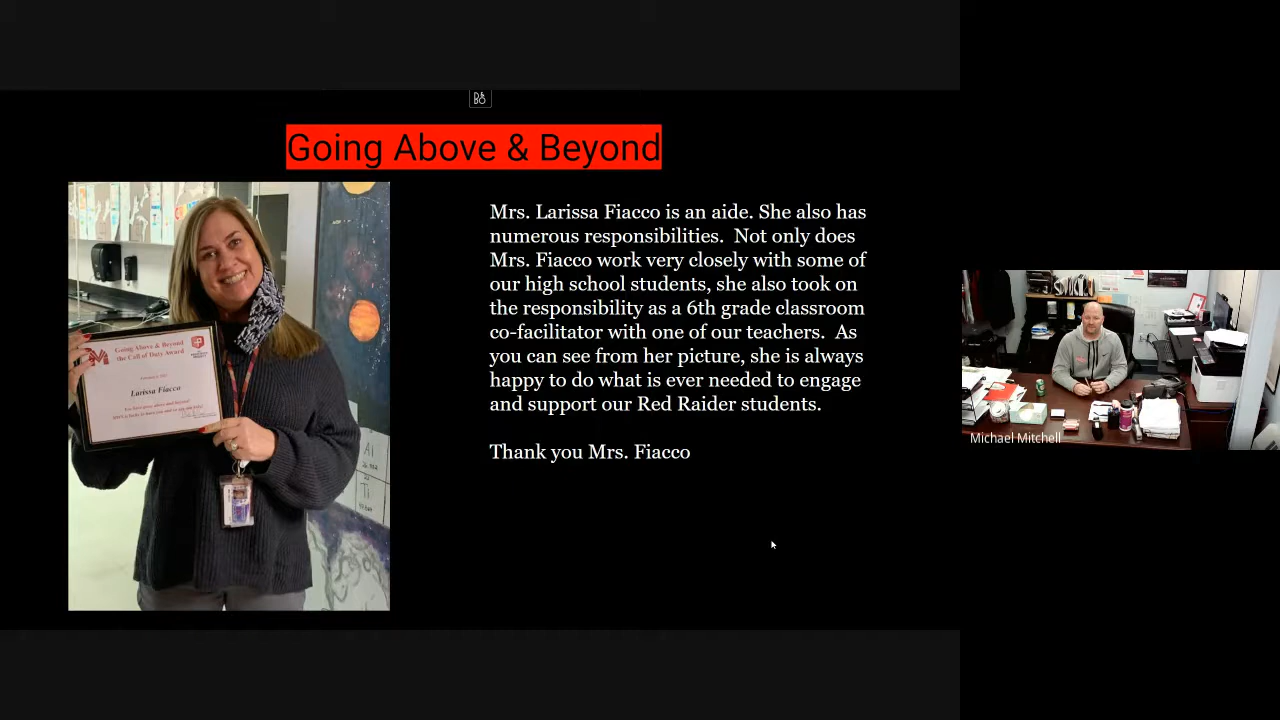 Going Above & Beyond
Mrs. Larissa Fiacco is an aide. She also has
numerous responsibilities.  Not only does
Mrs. Fiacco work very closely with some of
our high school students, she also took on
the responsibility as a 6th grade classroom
co-facilitator with one of our teachers.  As
you can see from her picture, she is always
happy to do what is ever needed to engage
and support our Red Raider students.
Thank you Mrs. Fiacco
Going Above & Beyond
the Call of Duty Award
Larissa Fiacco
Al
Ti
Michael Mitchell